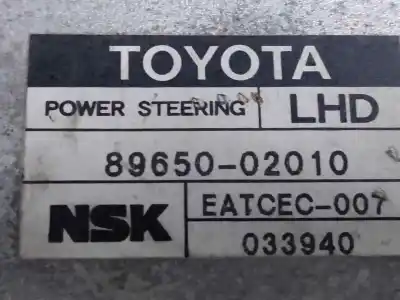 TOYOTA
POWER STEERING LHD
89650-02010
NSK EATCEC-007
033940